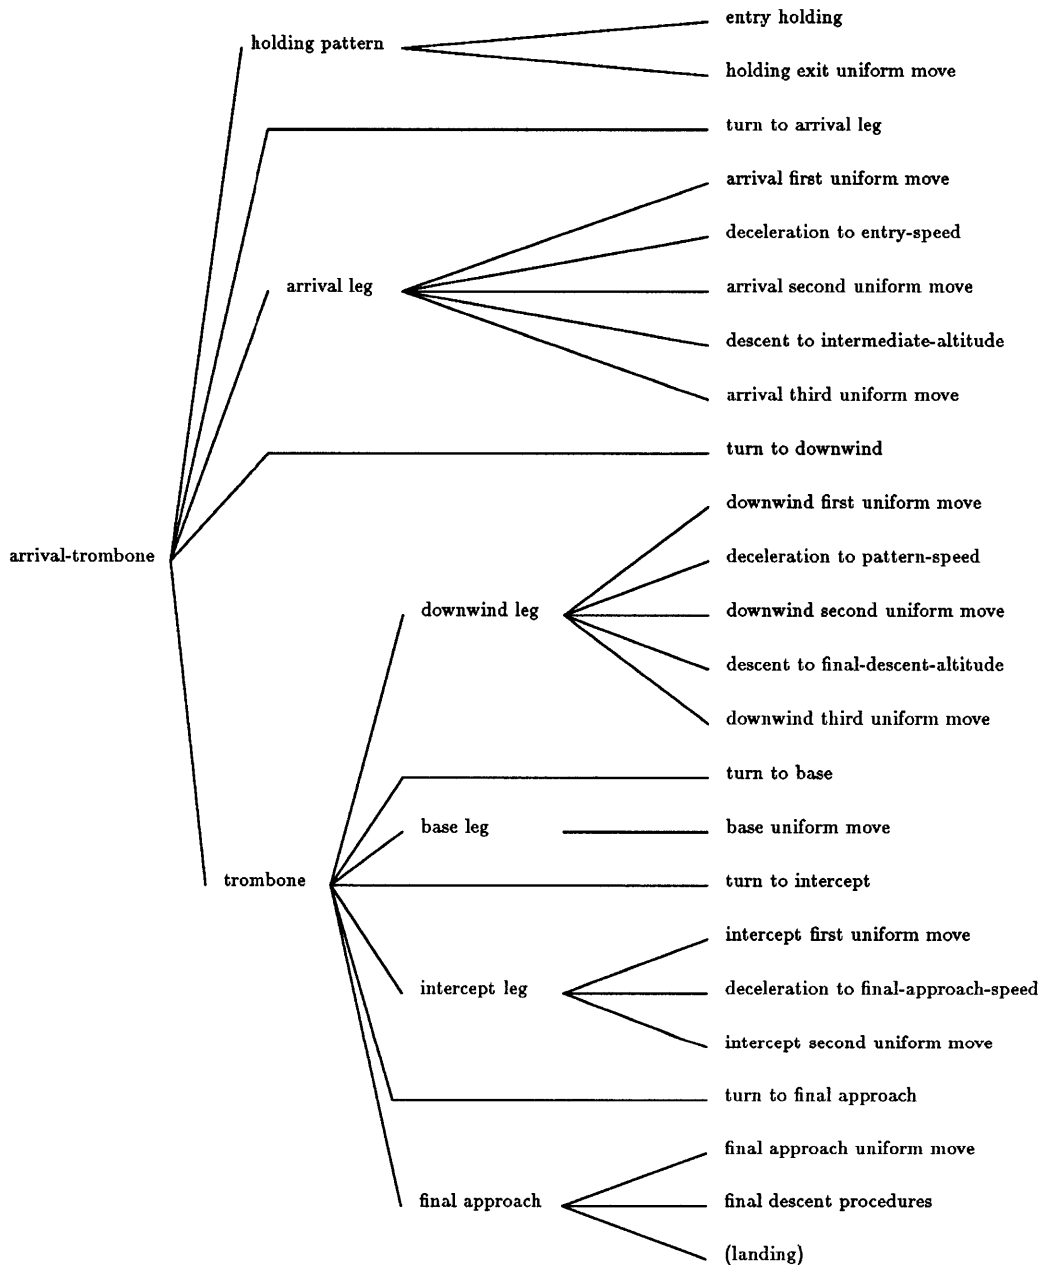 entry holding
holding pattern
holding exit uniform move
turn to arrival leg
arrival first uniform move
deceleration to entry-speed
arrival leg
arrival second uniform move
descent to intermediate-altitude
arrival third uniform move
turn to downwind
downwind first uniform move
arrival-trombone
deceleration to pattern-speed
downwind leg
downwind second uniform move
descent to final-descent-altitude
downwind third uniform move
turn to base
base leg
base uniform move
trombone
turn to intercept
intercept first uniform move
intercept leg
deceleration to final-approach-speed
intercept second uniform move
turn to final approach
final approach uniform move
final approach
final descent procedures
(landing)